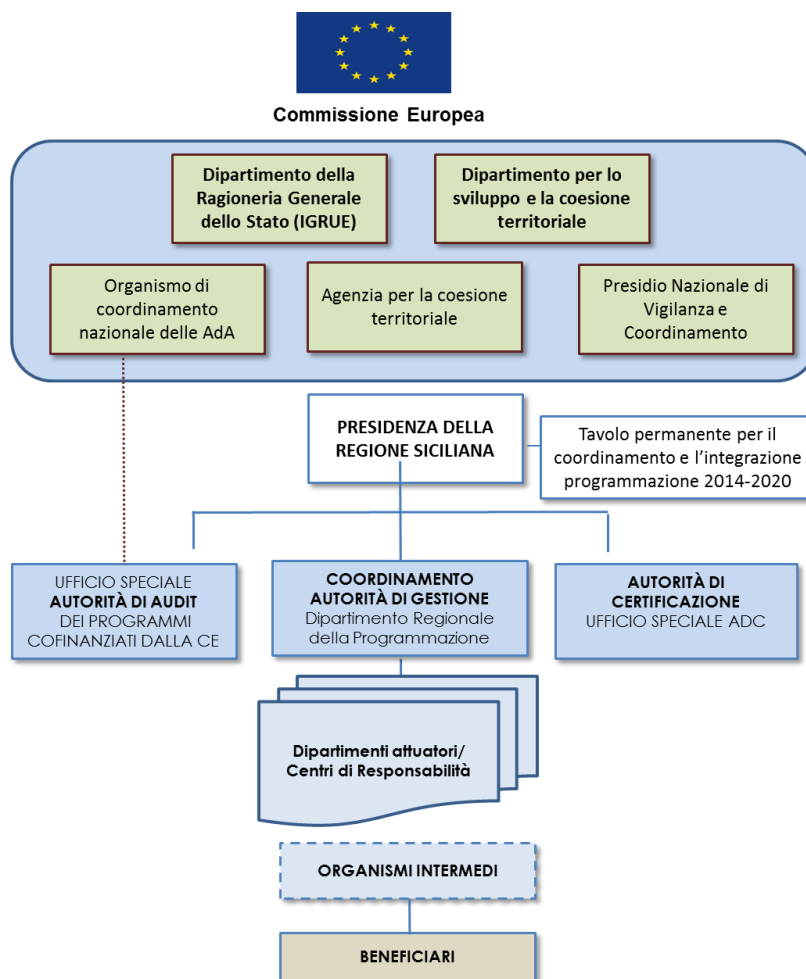 Commissione Europea
Dipartimento della
Ragioneria Generale
dello Stato (IGRUE)
Dipartimento per lo
sviluppo e la coesione
territoriale
Organismo di
coordinamento
nazionale delle AdA
Agenzia per la coesione
territoriale
Presidio Nazionale di
Vigilanza e
Coordinamento
PRESIDENZA DELLA
REGIONE SICILIANA
Tavolo permanente per il
coordinamento e l’integrazione
programmazione 2014-2020
UFFICIO SPECIALE
AUTORITÀ DI AUDIT
DEI PROGRAMMI
COFINANZIATI DALLA CE
COORDINAMENTO
AUTORITÀ DI GESTIONE
Dipartimento Regionale
della Programmazione
AUTORITÀ DI
CERTIFICAZIONE
UFFICIO SPECIALE ADC
Dipartimenti attuatori/
Centri di Responsabilità
ORGANISMI INTERMEDI
BENEFICIARI